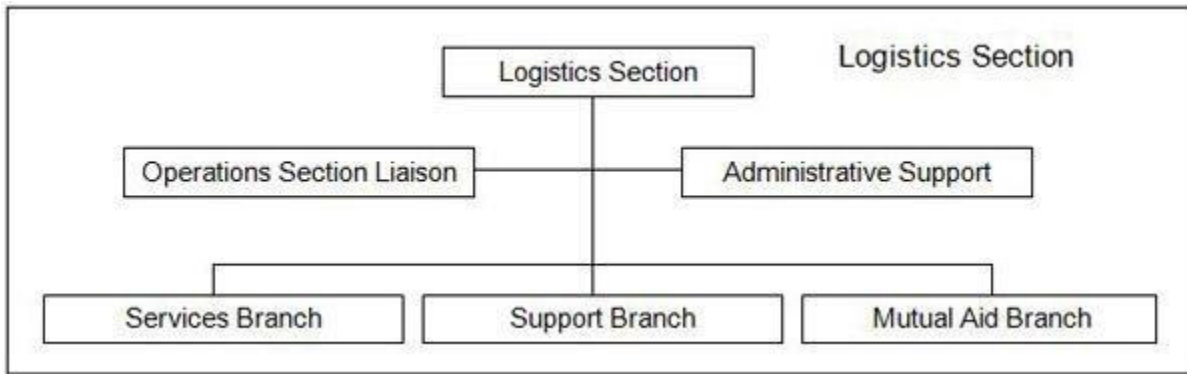 Logistics Section
Logistics Section
Operations Section Liaison
Administrative Support
Services Branch
Support Branch
Mutual Aid Branch